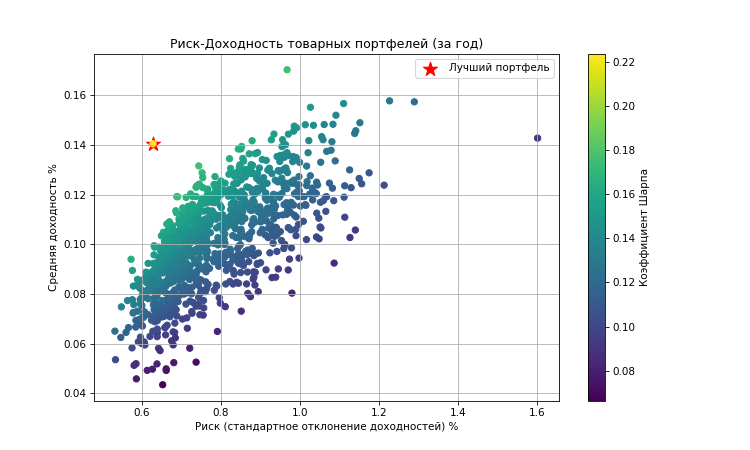 Риск-Доходность товарных портфелей (за год)
Лучший портфель
Средняя доходность %
0.16
0.14
0.12
0.10
0.08
0.06
0.04
0.6 0.8 1.0 1.2 1.4 1.6
Риск (стандартное отклонение доходностей) %
0.22
0.20
0.18
0.16
0.14
0.12
0.10
0.08
Коэффициент Шарпа